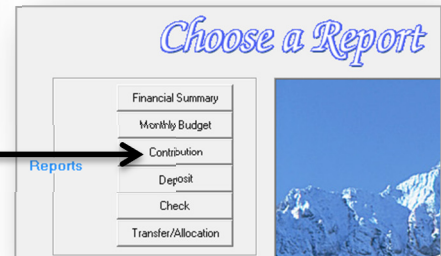 Choose a Report
Financial Summary
Monthly Budget
Contribution
Reports
Deposit
Check
Transfer/Allocation